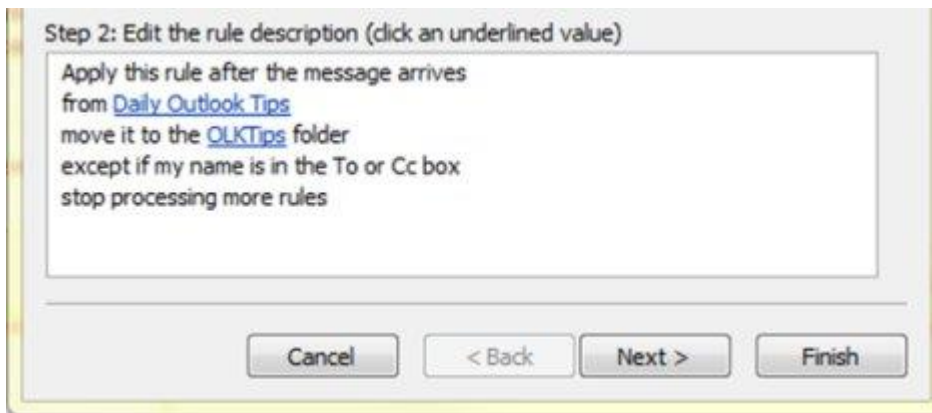 Step 2: Edit the rule description (click an underlined value)
Apply this rule after the message arrives
from Daily Outlook Tips
move it to the OLKTips folder
except if my name is in the To or Cc box
stop processing more rules
Cancel < Back Next > Finish